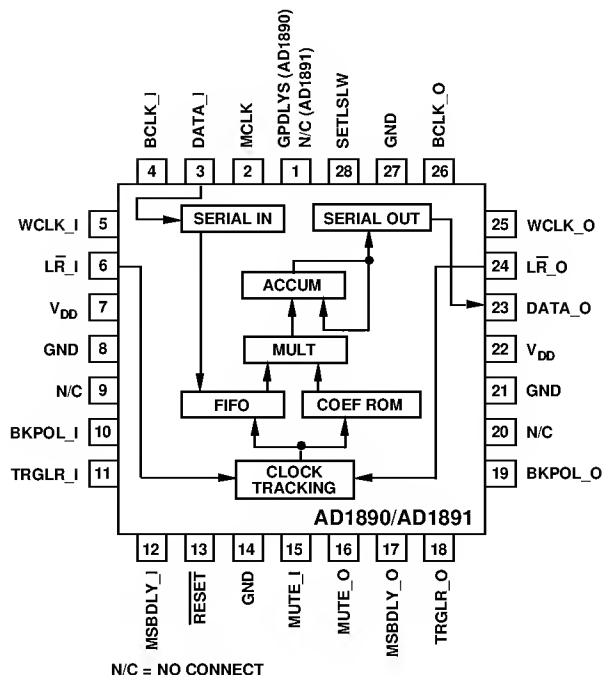 BCLK_I
DATA_I
MCLK
GPDLYS (AD1890)
N/C (AD1891)
SETLSLW
GND
BCLK_O
4
3
2
1
28
27
26
WCLK_I 5
LR̅_I 6
VDD 7
GND 8
N/C 9
BKPOL_I 10
TRGLR_I 11
SERIAL IN
SERIAL OUT
ACCUM
MULT
FIFO
COEF ROM
CLOCK
TRACKING
AD1890/AD1891
25 WCLK_O
24 LR̅_O
23 DATA_O
22 VDD
21 GND
20 N/C
19 BKPOL_O
12
13
14
15
16
17
18
MSBDLY_I
R̅E̅S̅E̅T̅
GND
MUTE_I
MUTE_O
MSBDLY_O
TRGLR_O
N/C = NO CONNECT